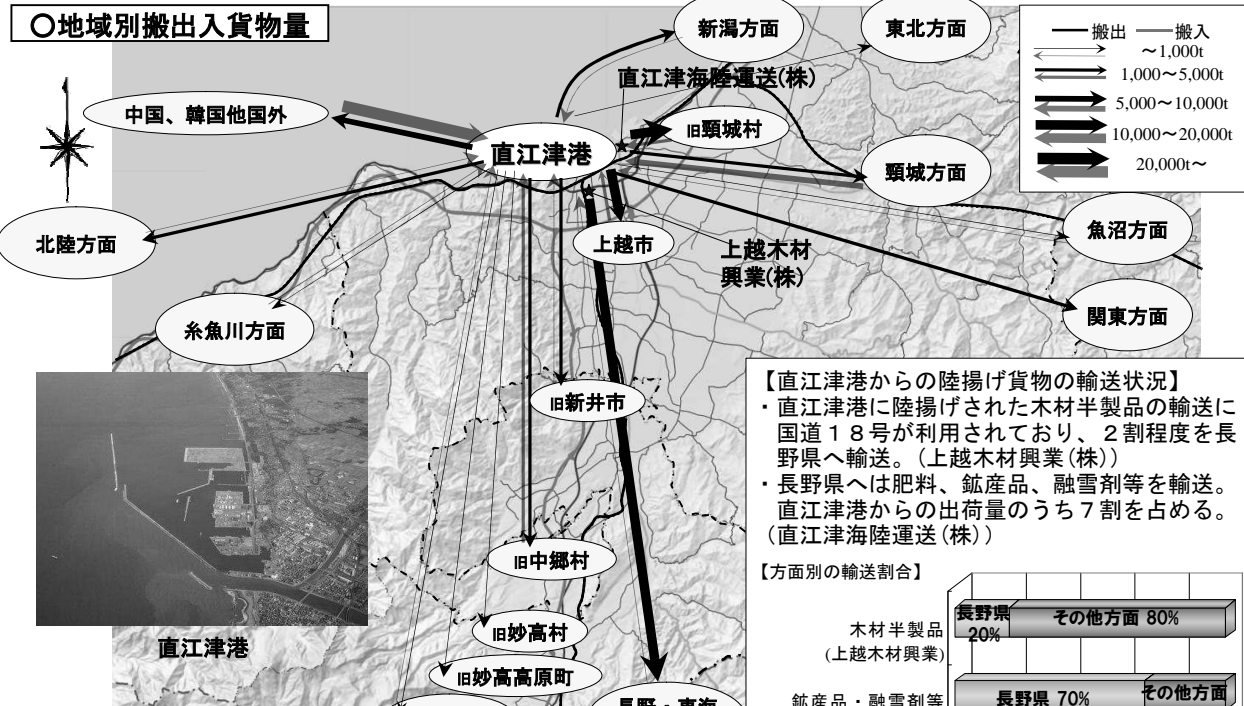 〇地域別搬出入貨物量
搬出 搬入
～1,000t
1,000～5,000t
5,000～10,000t
10,000～20,000t
20,000t～
新潟方面
東北方面
直江津海陸運送(株)
中国、韓国他国外
旧頸城村
直江津港
頸城方面
北陸方面
上越市
魚沼方面
上越木材
興業(株)
糸魚川方面
関東方面
旧新井市
【直江津港からの陸揚げ貨物の輸送状況】
・直江津港に陸揚げされた木材半製品の輸送に
国道１８号が利用されており、２割程度を長
野県へ輸送。(上越木材興業(株))
・長野県へは肥料、鉱産品、融雪剤等を輸送。
直江津港からの出荷量のうち７割を占める。
(直江津海陸運送(株))
旧中郷村
【方面別の輸送割合】
長野県
20%
その他方面 80%
木材半製品
(上越木材興業)
旧妙高村
直江津港
旧妙高高原町
長野・東海
鉱産品・融雪剤等
長野県 70%
その他方面